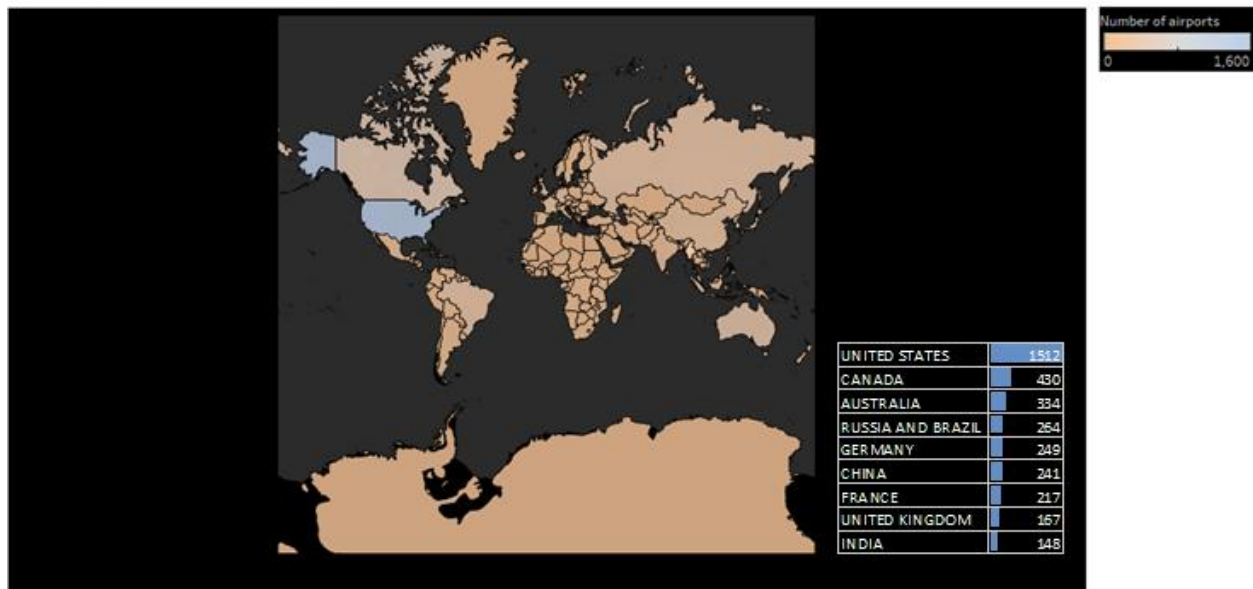 Number of airports
0 1,600
UNITED STATES 1512
CANADA 430
AUSTRALIA 334
RUSSIA AND BRAZIL 264
GERMANY 249
CHINA 241
FRANCE 217
UNITED KINGDOM 167
INDIA 148